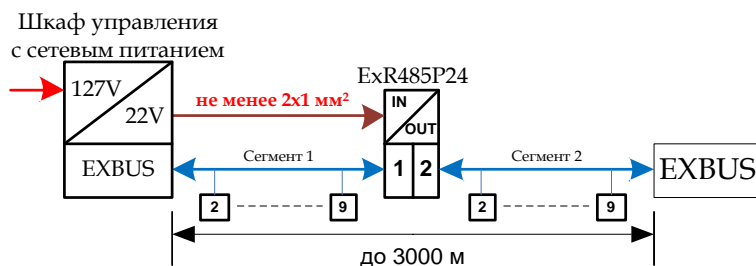 Шкаф управления
с сетевым питанием
ExR485P24
127V
22V
не менее 2х1 мм²
IN
OUT
EXBUS
Сегмент 1
1
2
Сегмент 2
EXBUS
2
9
2
9
до 3000 м